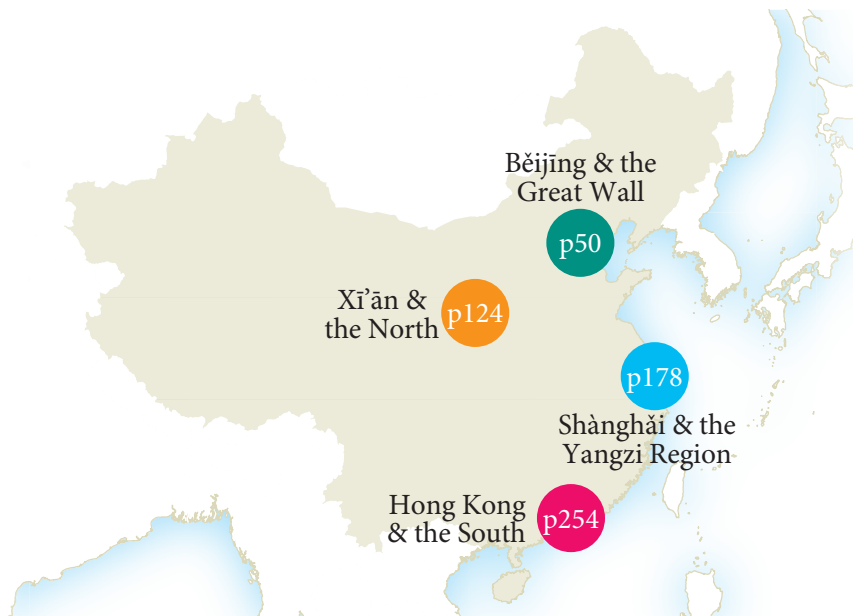 Běijīng & the
Great Wall
p50
Xī’ān &
the North
p124
p178
Shànghǎi & the
Yangzi Region
Hong Kong
& the South
p254